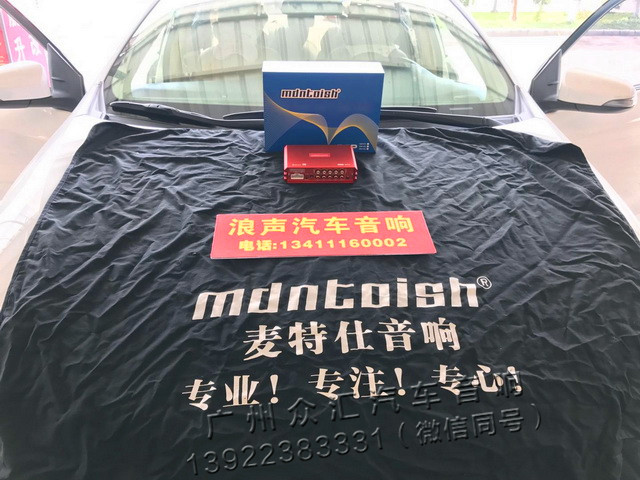 mdntoish
浪声汽车音响
电话:13411160002
mdntoish®
麦特仕音响
专业！专注！专心！
广州众汇汽车音响
13922383331（微信同号）